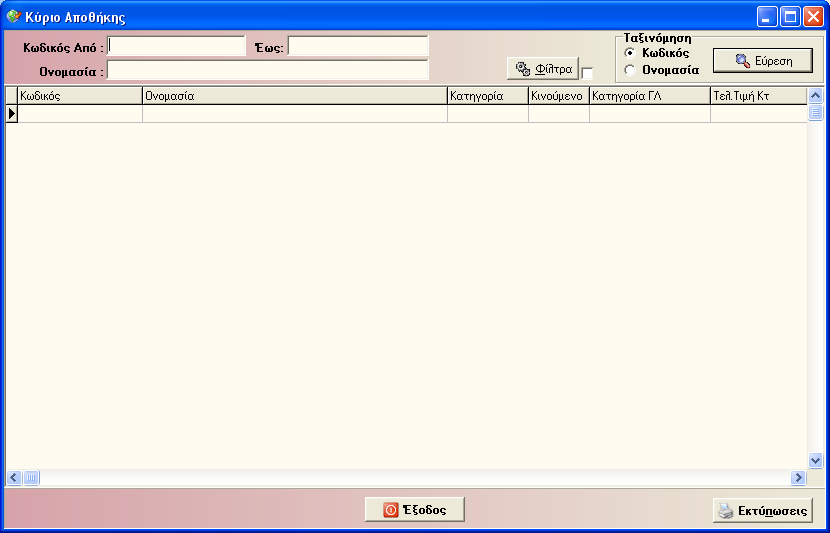 Κύριο Αποθήκης
Κωδικός Από :
Έως:
Ονομασία :
Φίλτρα
Ταξινόμηση
Κωδικός
Ονομασία
Εύρεση
Κωδικός Ονομασία Κατηγορία Κινούμενο Κατηγορία ΓΛ Τελ.Τιμή Κτ
Έξοδος
Εκτύπωσεις